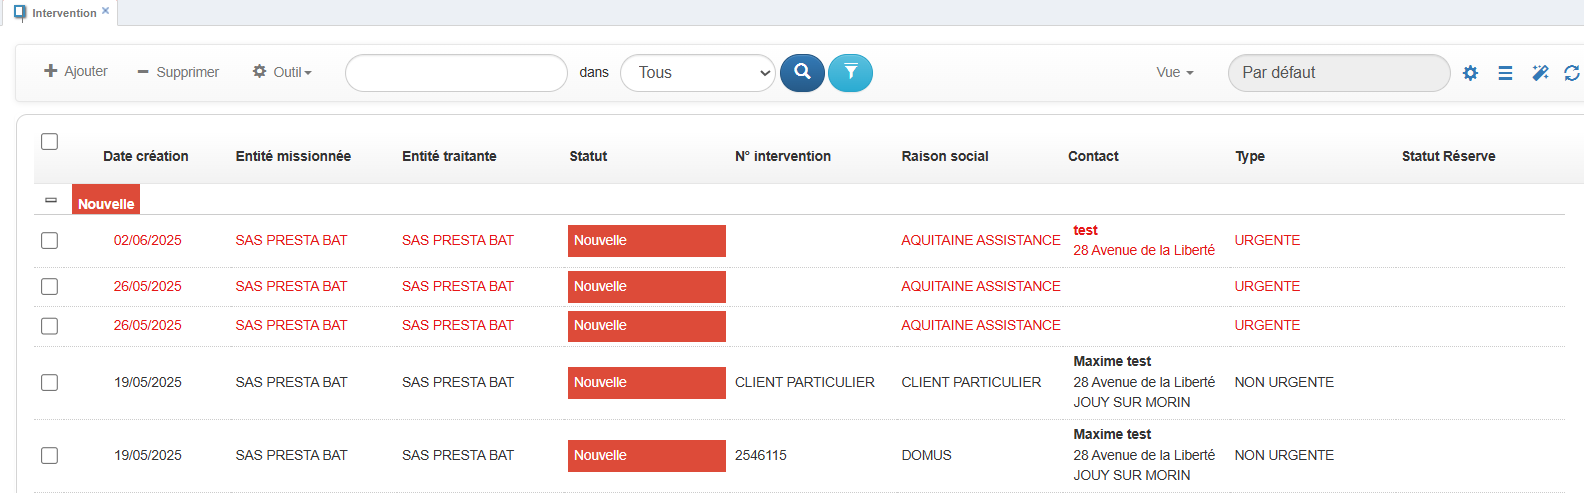 Intervention ×
Ajouter Supprimer Outil dans Tous Vue Par défaut
Date création Entité missionnée Entité traitante Statut N° intervention Raison social Contact Type Statut Réserve
Nouvelle
02/06/2025 SAS PRESTA BAT SAS PRESTA BAT Nouvelle AQUITAINE ASSISTANCE test URGENTE
28 Avenue de la Liberté
26/05/2025 SAS PRESTA BAT SAS PRESTA BAT Nouvelle AQUITAINE ASSISTANCE URGENTE
26/05/2025 SAS PRESTA BAT SAS PRESTA BAT Nouvelle AQUITAINE ASSISTANCE URGENTE
Maxime test
19/05/2025 SAS PRESTA BAT SAS PRESTA BAT Nouvelle CLIENT PARTICULIER CLIENT PARTICULIER 28 Avenue de la Liberté NON URGENTE
JOUY SUR MORIN
Maxime test
19/05/2025 SAS PRESTA BAT SAS PRESTA BAT Nouvelle 2546115 DOMUS 28 Avenue de la Liberté NON URGENTE
JOUY SUR MORIN